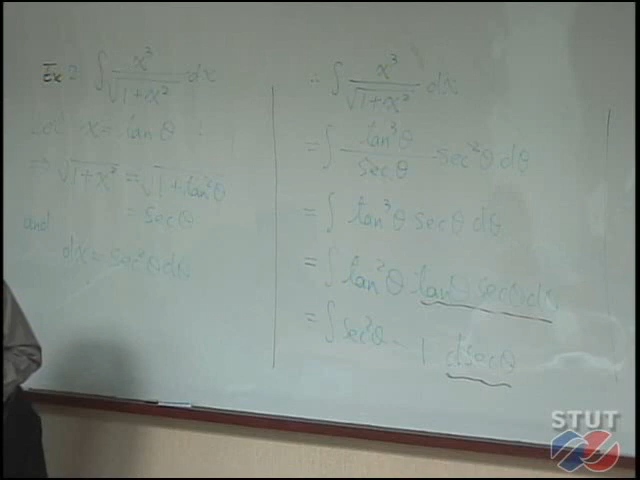 Ex 2 ∫ x³/√(1+x²) dx
Let x = tan θ
⇒ √(1+x²) = √(1+tan²θ)
= sec θ
and
dx = sec²θ dθ
∴ ∫ x³/√(1+x²) dx
= ∫ tan³θ/sec θ sec²θ dθ
= ∫ tan³θ sec θ dθ
= ∫ tan²θ tan θ sec θ dθ
= ∫ sec²θ - 1 d sec θ
STUT